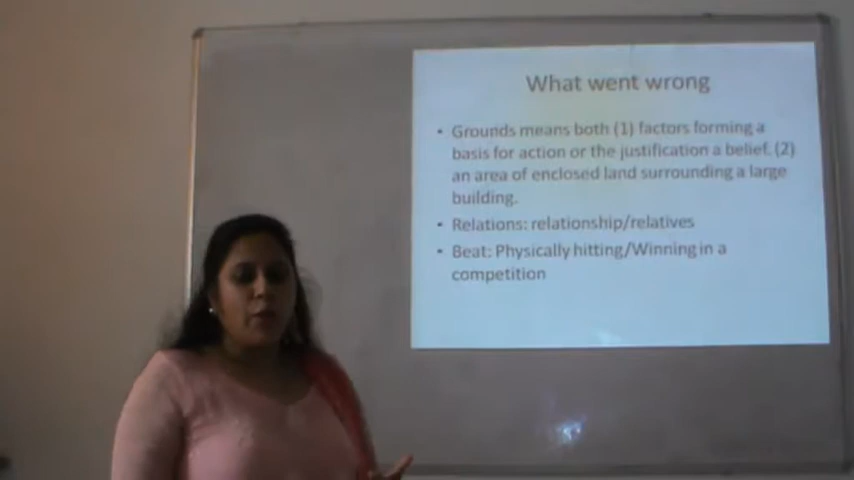 What went wrong
• Grounds means both (1) factors forming a
basis for action or the justification a belief. (2)
an area of enclosed land surrounding a large
building.
• Relations: relationship/relatives
• Beat: Physically hitting/Winning in a
competition